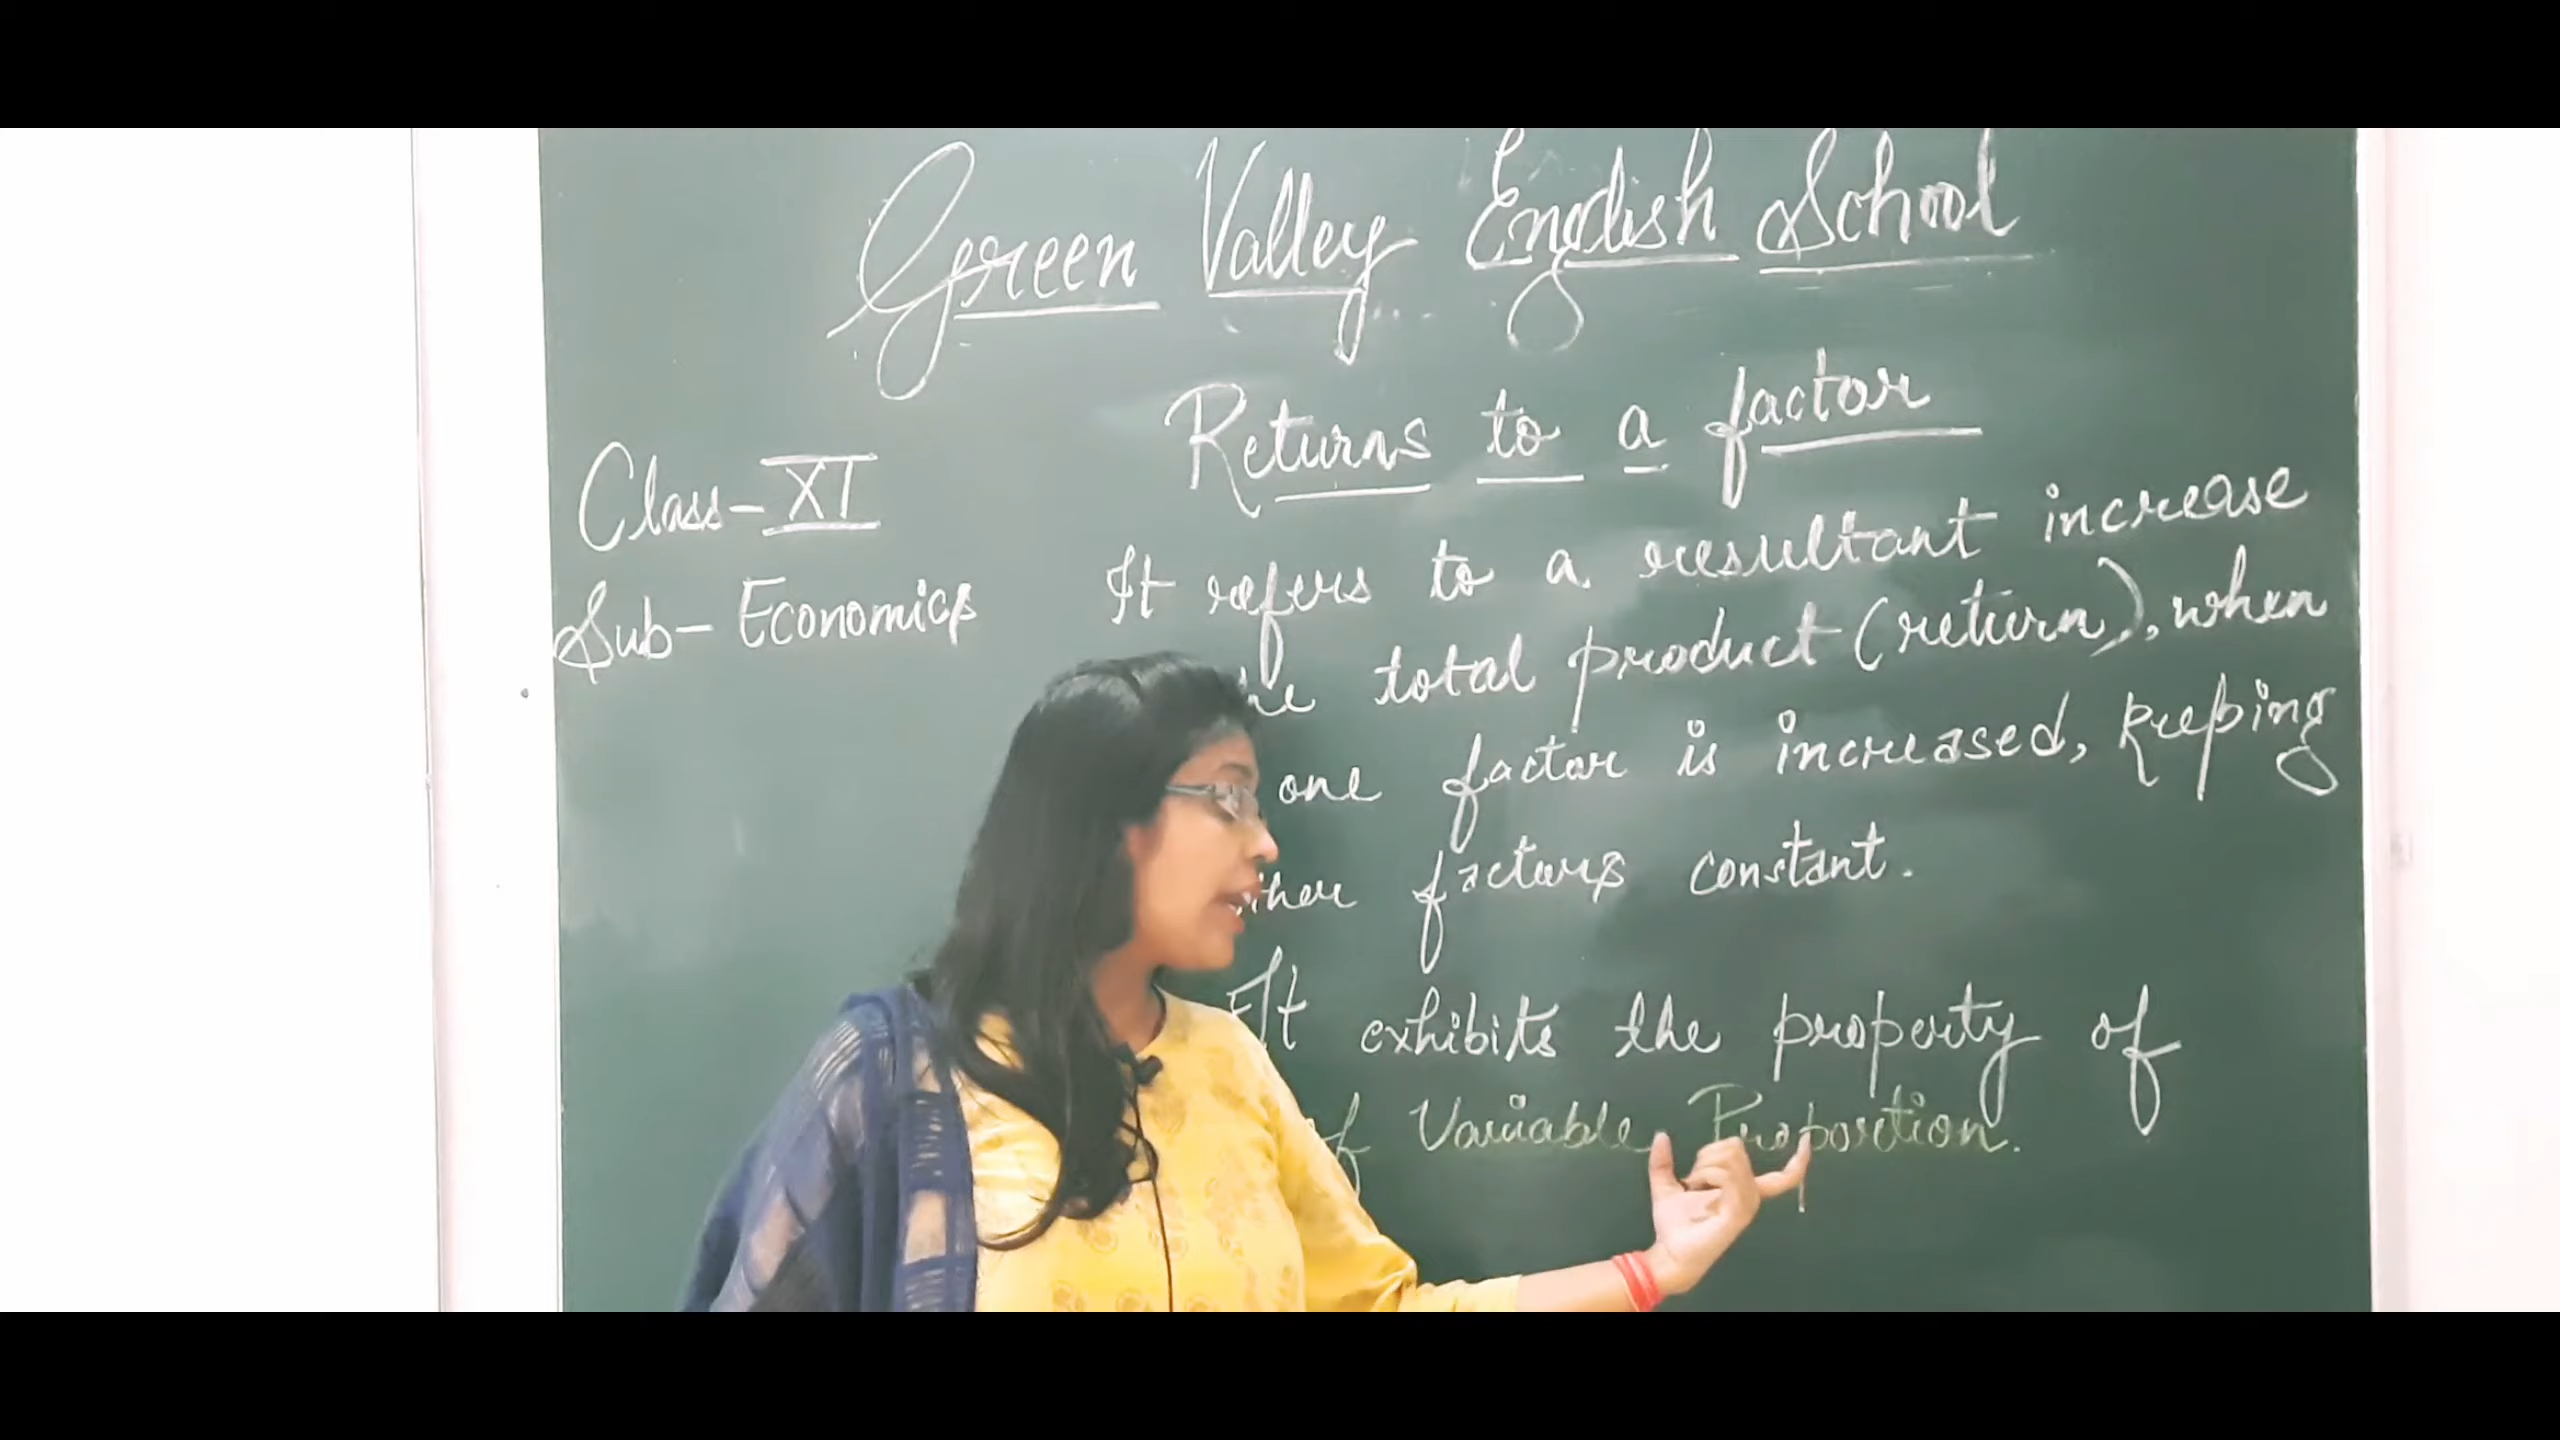 Green Valley English School
Returns to a factor
Class-XI
Sub-Economics
It refers to a resultant increase
total product (return), when
one factor is increased, keeping
factors constant.
It exhibits the property of
Variable Proportion.